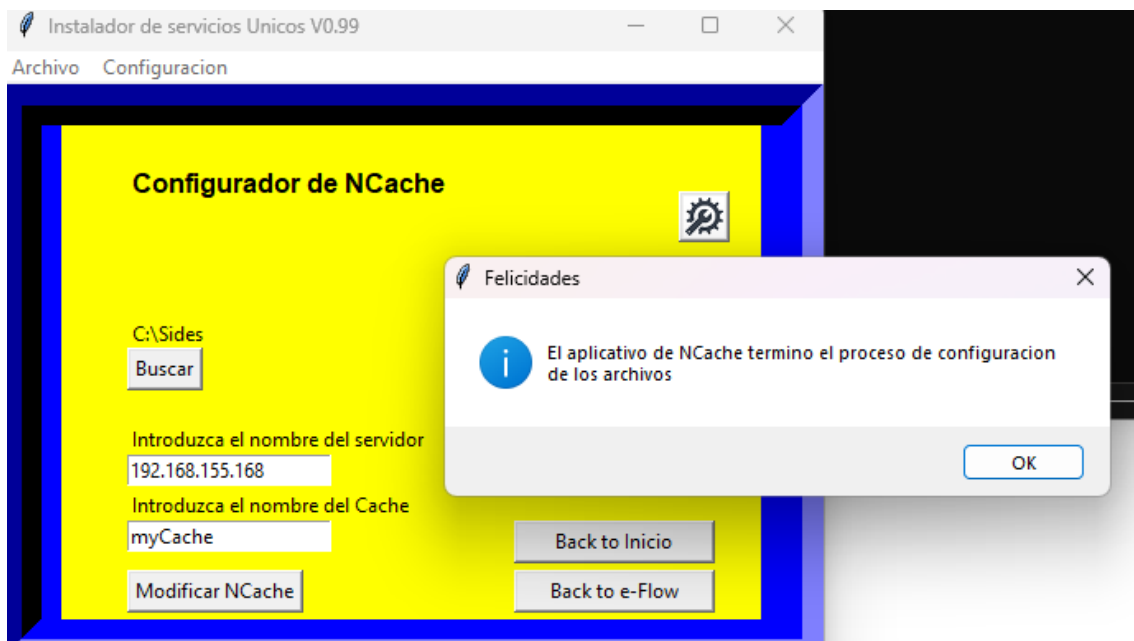 Instalador de servicios Unicos V0.99
Archivo Configuracion
Configurador de NCache
Felicidades
El aplicativo de NCache termino el proceso de configuracion
de los archivos
OK
C:\Sides
Buscar
Introduzca el nombre del servidor
192.168.155.168
Introduzca el nombre del Cache
myCache
Back to Inicio
Modificar NCache
Back to e-Flow